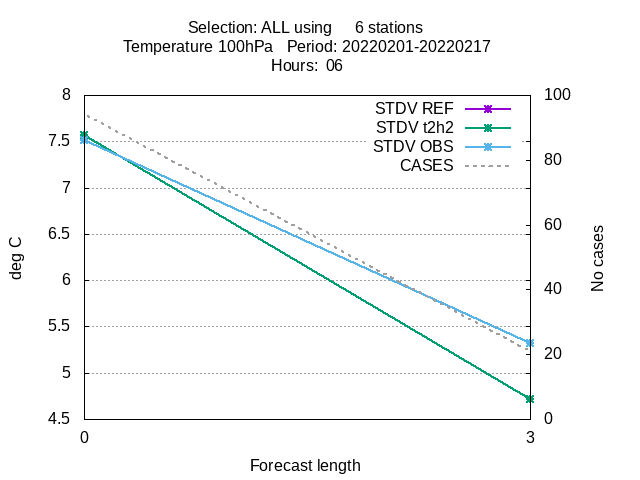 Selection: ALL using     6 stations
Temperature 100hPa   Period: 20220201-20220217
Hours:  06
8
7.5
7
6.5
6
5.5
5
4.5
deg C
100
80
60
40
20
0
No cases
STDV REF
STDV t2h2
STDV OBS
CASES
0
3
Forecast length